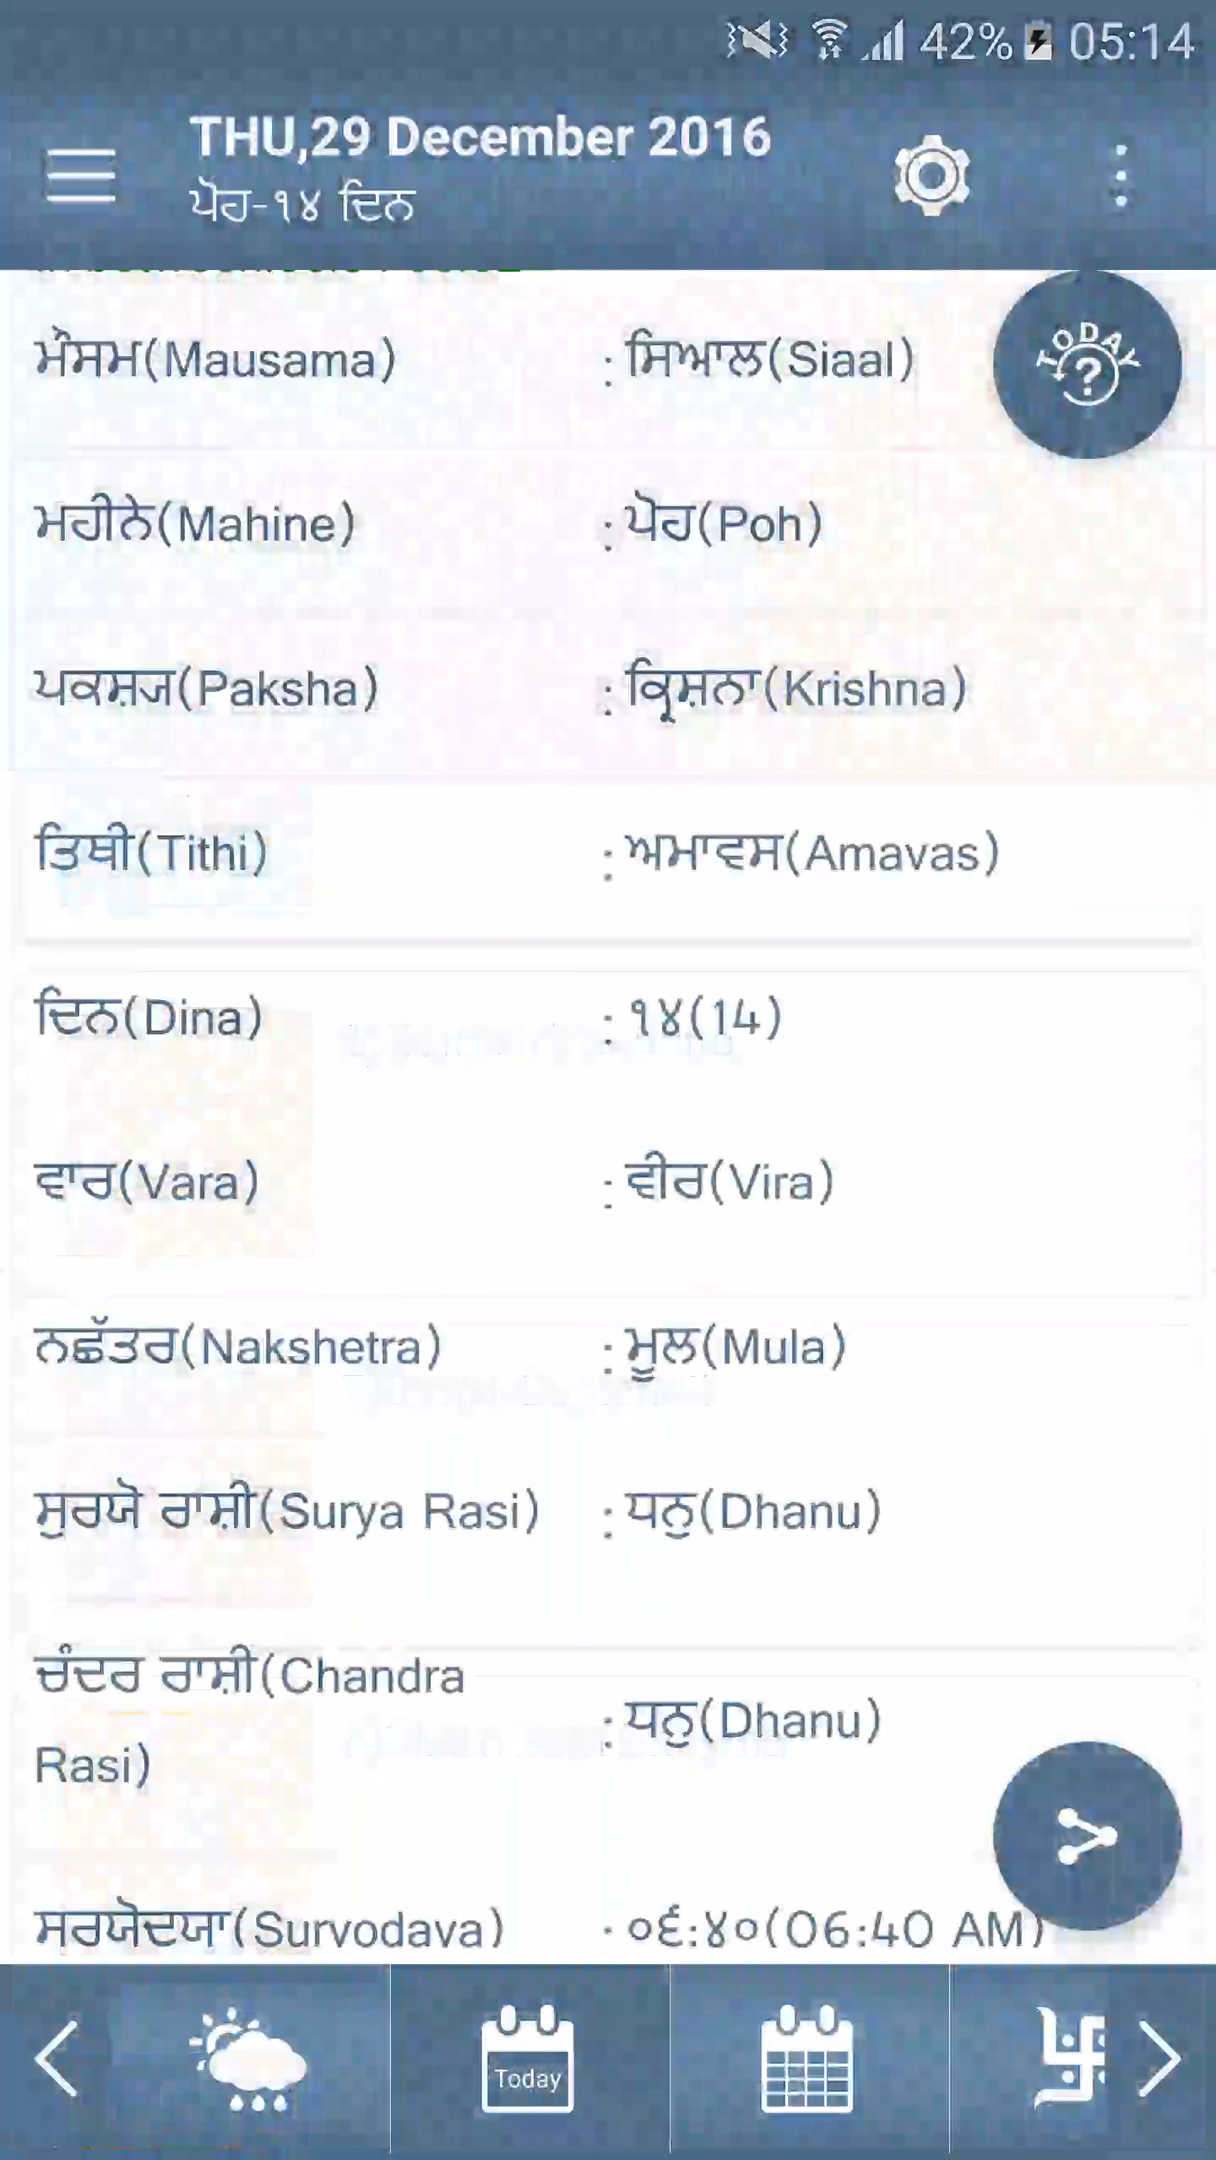 42% 05:14
THU,29 December 2016
ਪੋਹ-੧੪ ਦਿਨ
TODAY ?
ਮੌਸਮ(Mausama) : ਸਿਆਲ(Siaal)
ਮਹੀਨੇ(Mahine) : ਪੋਹ(Poh)
ਪਕਸ਼ਜ(Paksha) : ਕ੍ਰਿਸ਼ਨਾ(Krishna)
ਤਿਥੀ(Tithi) : ਅਮਾਵਸ(Amavas)
ਦਿਨ(Dina) : ੧੪(14)
ਵਾਰ(Vara) : ਵੀਰ(Vira)
ਨਛੱਤਰ(Nakshetra) : ਮੂਲ(Mula)
ਸੁਰਯੋ ਰਾਸ਼ੀ(Surya Rasi) : ਧਨੁ(Dhanu)
ਚੰਦਰ ਰਾਸ਼ੀ(Chandra
Rasi) : ਧਨੁ(Dhanu)
ਸਰਯੋਦਯਾ(Survodava) : ੦੬:੪੦(06:40 AM)
Today